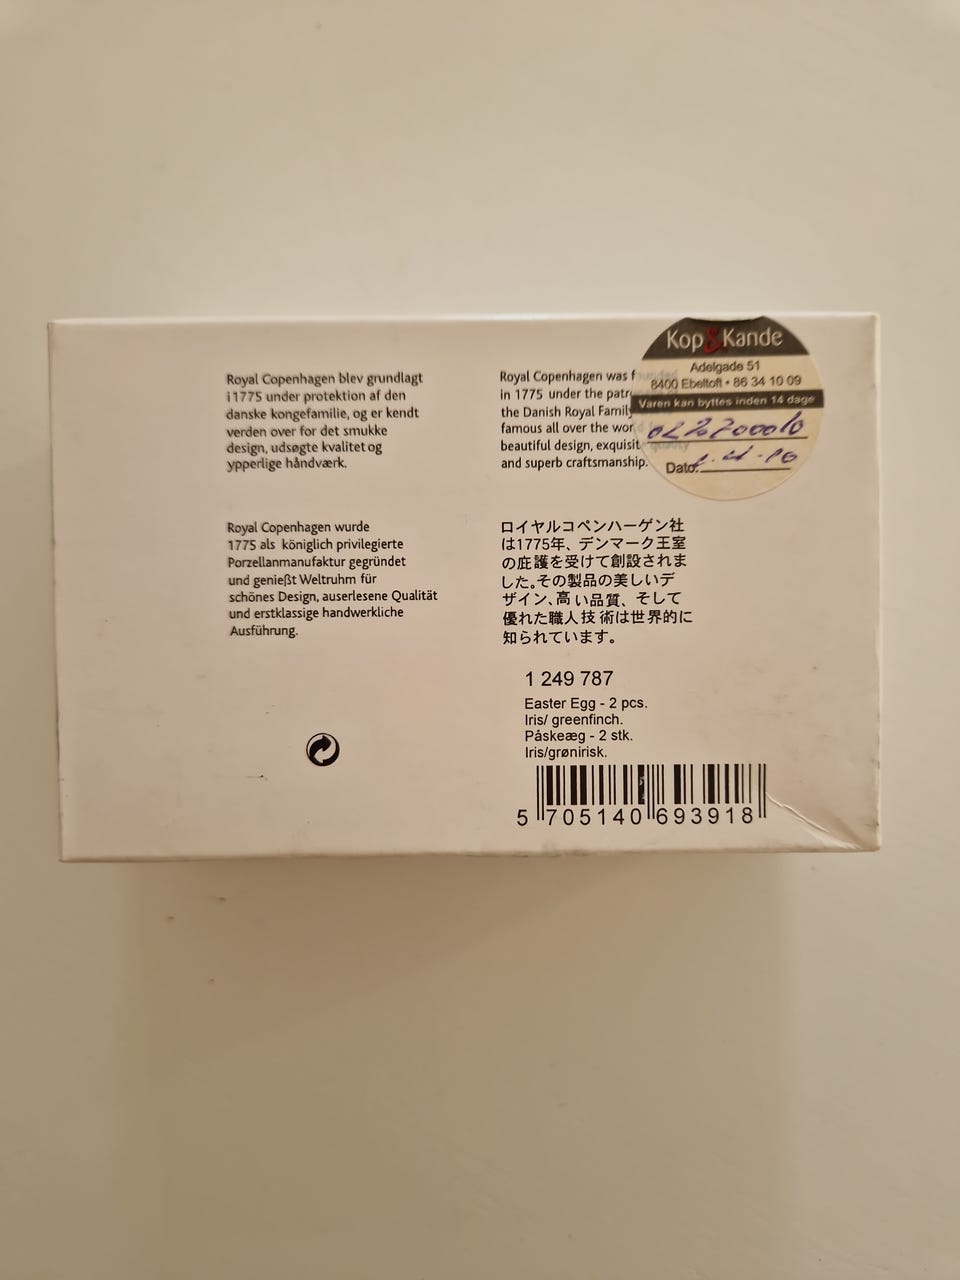 Royal Copenhagen blev grundlagt
i 1775 under protektion af den
danske kongefamilie, og er kendt
verden over for det smukke
design, udsøgte kvalitet og
ypperlige håndværk.
Royal Copenhagen was founded
in 1775 under the patr
the Danish Royal Family
famous all over the wor
beautiful design, exquisit quality
and superb craftsmanship.
Kop & Kande
Adelgade 51
8400 Ebeltoft • 86 34 10 09
Varen kan byttes inden 14 dage
Dato:
Royal Copenhagen wurde
1775 als königlich privilegierte
Porzellanmanufaktur gegründet
und genießt Weltruhm für
schönes Design, auserlesene Qualität
und erstklassige handwerkliche
Ausführung.
ロイヤルコペンハーゲン社
は1775年、デンマーク王室
の庇護を受けて創設されま
した。その製品の美しいデ
ザイン、高い品質、そして
優れた職人技術は世界的に
知られています。
1 249 787
Easter Egg - 2 pcs.
Iris/ greenfinch.
Påskeæg - 2 stk.
Iris/grønirisk.
5 705140 693918